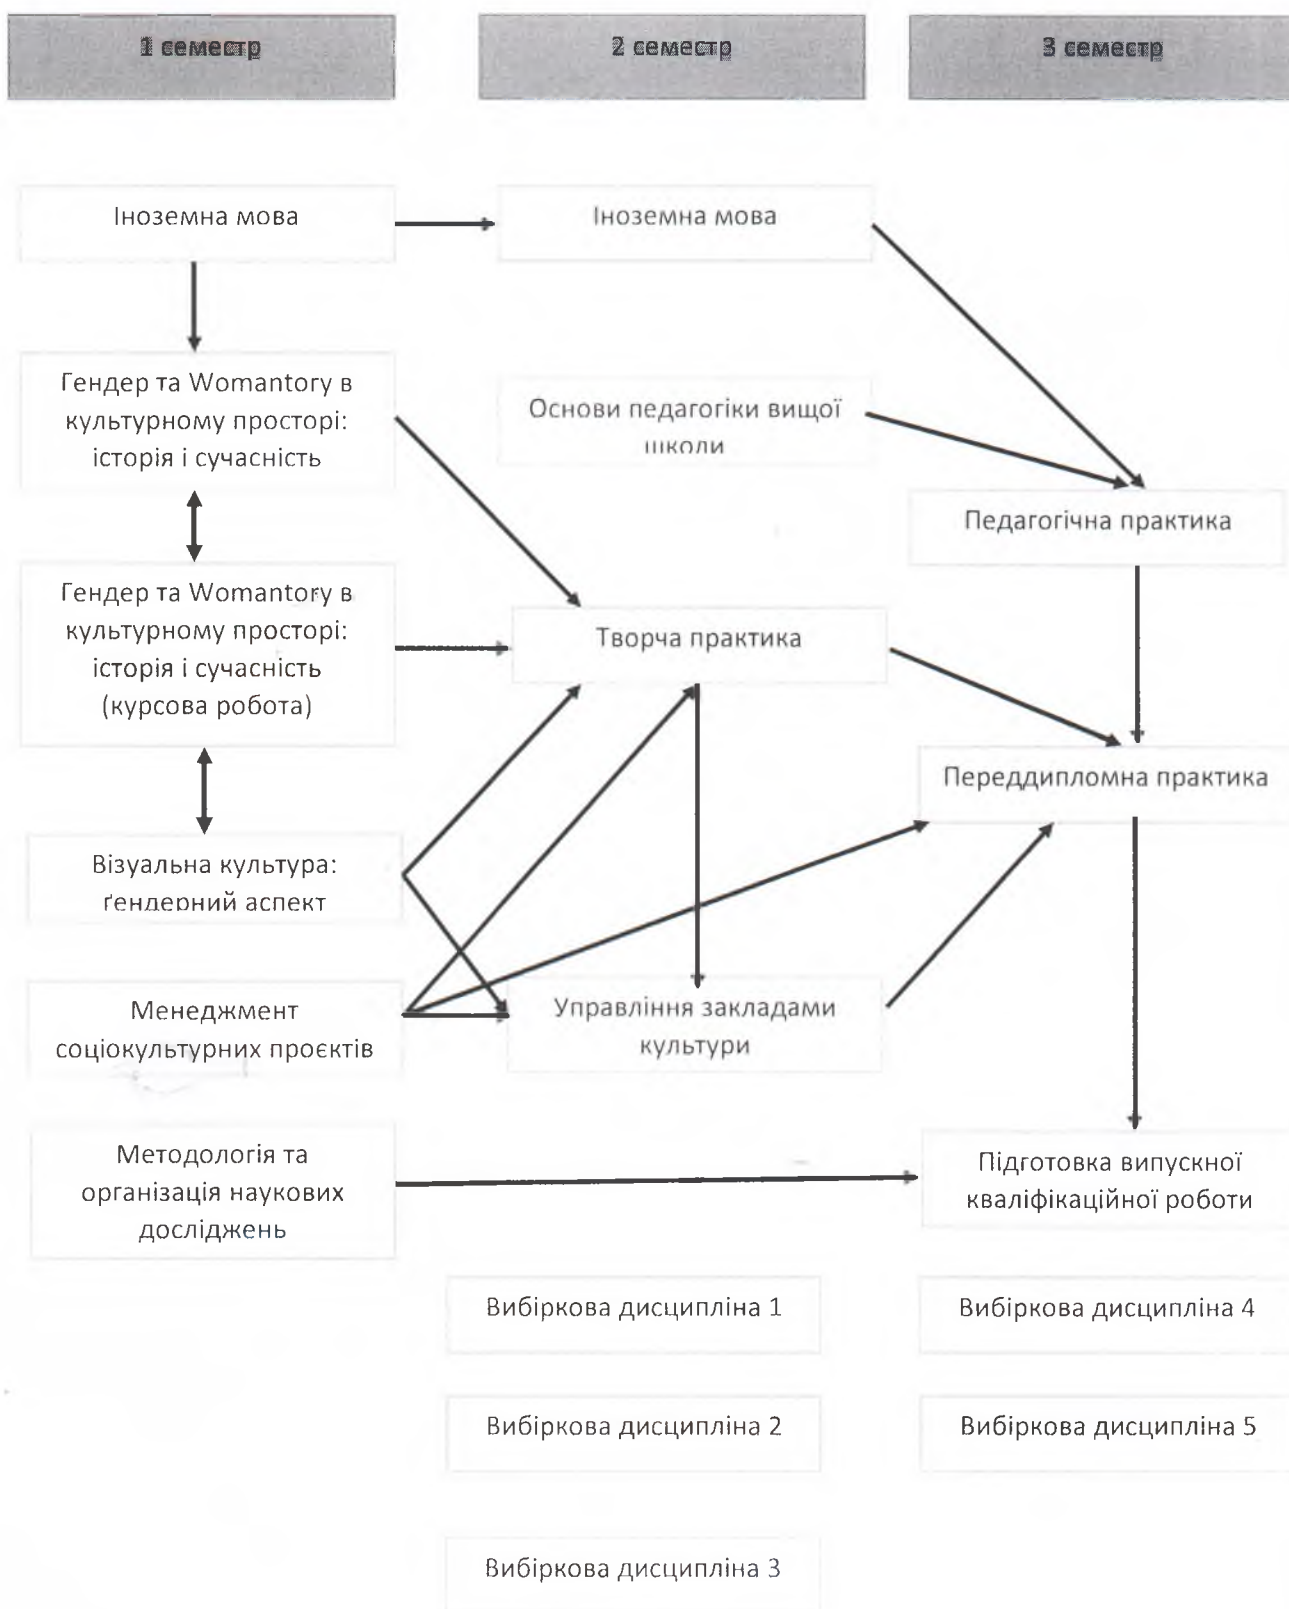 1 семестр
2 семестр
3 семестр
Іноземна мова
Іноземна мова
Гендер та Womantory в
культурному просторі:
історія і сучасність
Основи педагогіки вищої
школи
Педагогічна практика
Гендер та Womantory в
культурному просторі:
історія і сучасність
(курсова робота)
Творча практика
Переддипломна практика
Візуальна культура:
ґендерний аспект
Менеджмент
соціокультурних проєктів
Управління закладами
культури
Методологія та
організація наукових
досліджень
Підготовка випускної
кваліфікаційної роботи
Вибіркова дисципліна 1
Вибіркова дисципліна 4
Вибіркова дисципліна 2
Вибіркова дисципліна 5
Вибіркова дисципліна 3